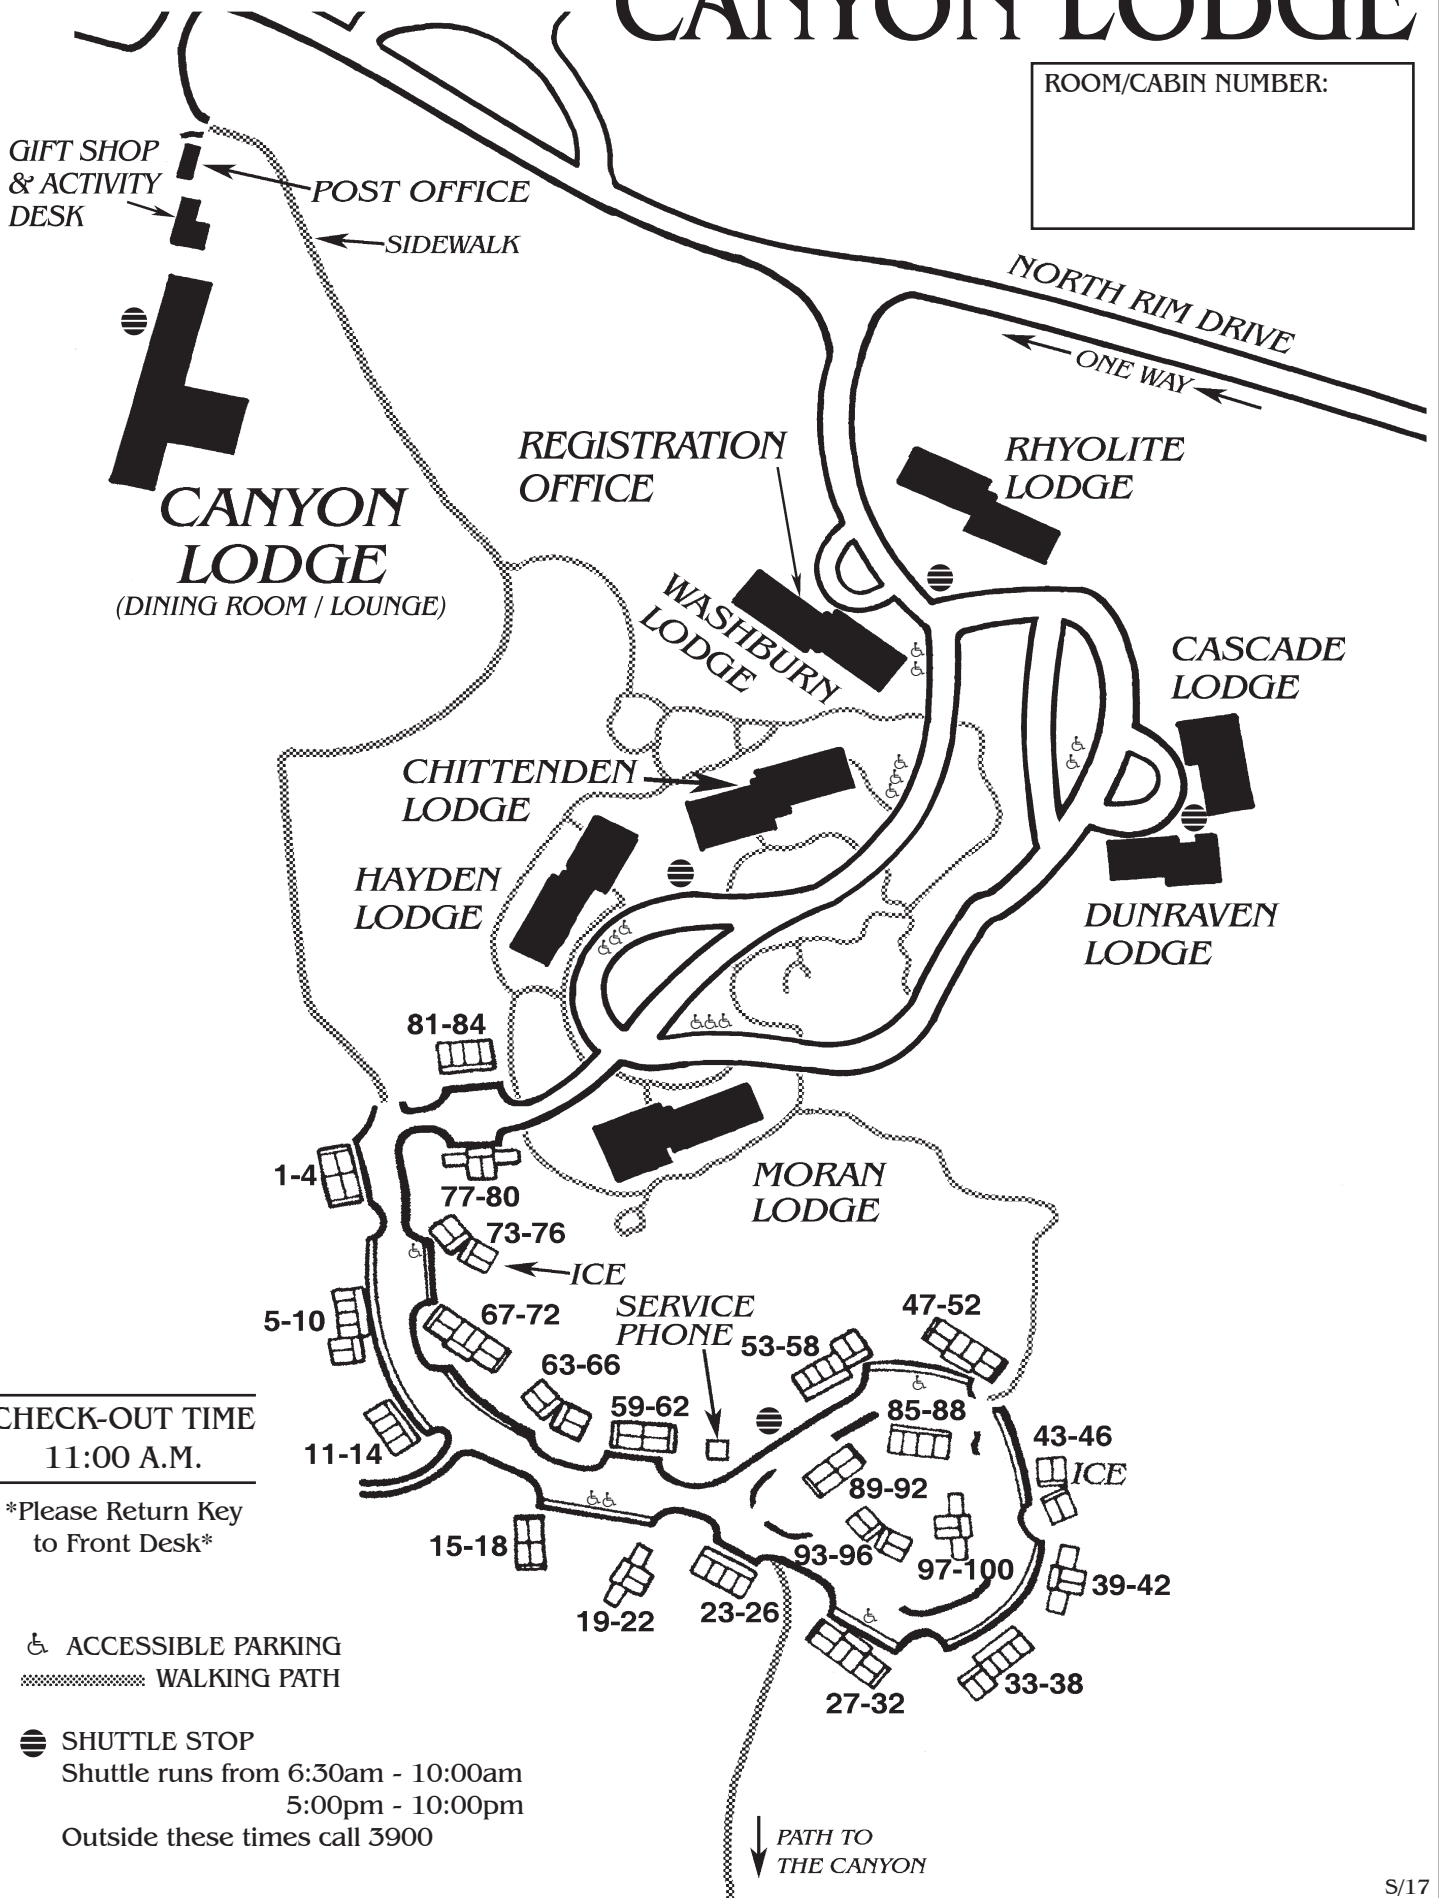 CANYON LODGE
ROOM/CABIN NUMBER:
GIFT SHOP
& ACTIVITY
DESK
POST OFFICE
SIDEWALK
NORTH RIM DRIVE
ONE WAY
REGISTRATION
OFFICE
RHYOLITE
LODGE
CANYON
LODGE
(DINING ROOM / LOUNGE)
WASHBURN
LODGE
CASCADE
LODGE
CHITTENDEN
LODGE
HAYDEN
LODGE
DUNRAVEN
LODGE
81-84
1-4
77-80
MORAN
LODGE
73-76
ICE
5-10
67-72
SERVICE
PHONE
47-52
53-58
63-66
59-62
85-88
CHECK-OUT TIME
11:00 A.M.
11-14
43-46
ICE
89-92
*Please Return Key
to Front Desk*
15-18
93-96
97-100
39-42
19-22
23-26
ACCESSIBLE PARKING
WALKING PATH
27-32
33-38
SHUTTLE STOP
Shuttle runs from 6:30am - 10:00am
5:00pm - 10:00pm
Outside these times call 3900
PATH TO
THE CANYON
S/17